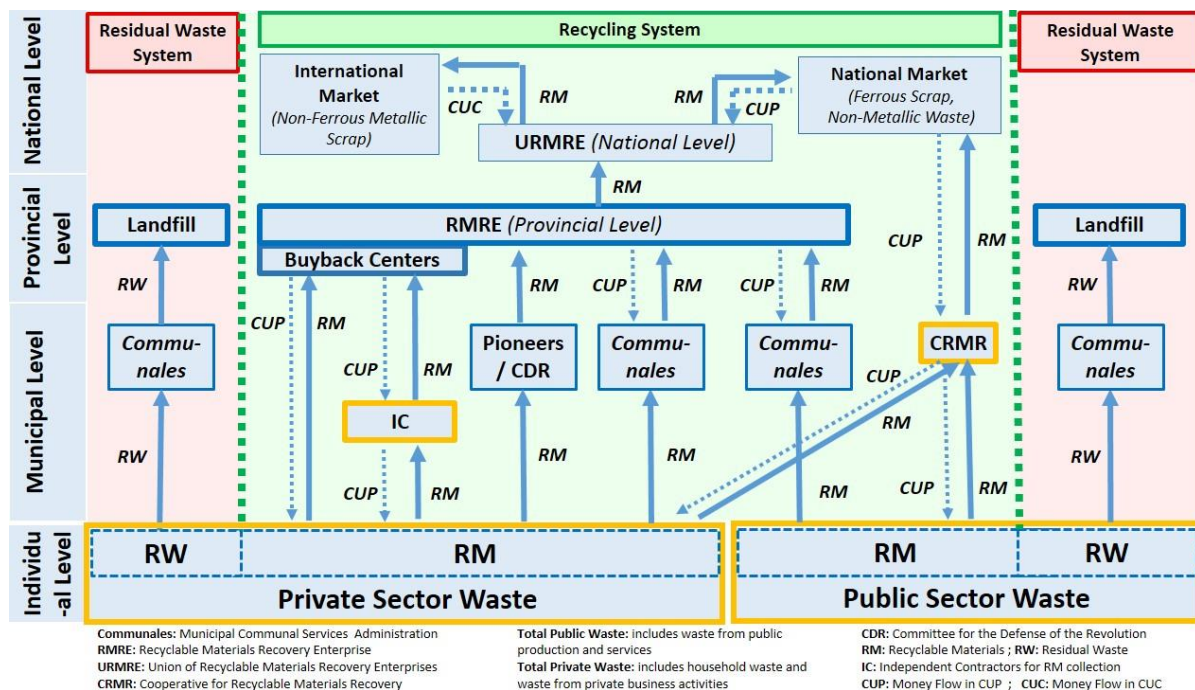 National Level
Provincial
Level
Municipal Level
Individu
-al Level
Residual Waste
System
Recycling System
Residual Waste
System
International
Market
(Non-Ferrous Metallic
Scrap)
CUC
RM
RM
CUP
National Market
(Ferrous Scrap,
Non-Metallic Waste)
URMRE (National Level)
RM
Landfill
RMRE (Provincial Level)
Landfill
Buyback Centers
CUP
RM
RW
RM
CUP
RM
CUP
RM
RW
CUP
RM
Commu-
nales
CUP
RM
Pioneers
/ CDR
Commu-
nales
Commu-
nales
CRMR
Commu-
nales
CUP
IC
RM
RW
CUP
RM
RM
RM
RM
CUP
RM
RW
RW
RM
RM
RW
Private Sector Waste
Public Sector Waste
Communales: Municipal Communal Services Administration
RMRE: Recyclable Materials Recovery Enterprise
URMRE: Union of Recyclable Materials Recovery Enterprises
CRMR: Cooperative for Recyclable Materials Recovery
Total Public Waste: includes waste from public
production and services
Total Private Waste: includes household waste and
waste from private business activities
CDR: Committee for the Defense of the Revolution
RM: Recyclable Materials ; RW: Residual Waste
IC: Independent Contractors for RM collection
CUP: Money Flow in CUP ; CUC: Money Flow in CUC